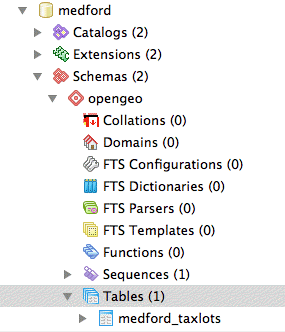 medford
Catalogs (2)
Extensions (2)
Schemas (2)
opengeo
Collations (0)
Domains (0)
FTS Configurations (0)
FTS Dictionaries (0)
FTS Parsers (0)
FTS Templates (0)
Functions (0)
Sequences (1)
Tables (1)
medford_taxlots